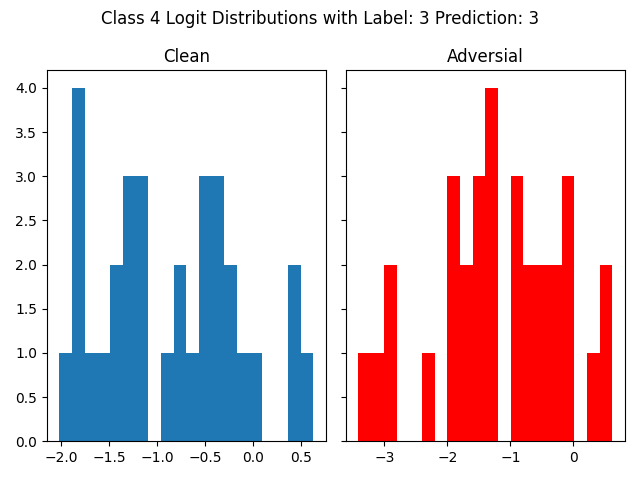 Class 4 Logit Distributions with Label: 3 Prediction: 3
Clean
Adversial
4.0
3.5
3.0
2.5
2.0
1.5
1.0
0.5
0.0
−2.0 −1.5 −1.0 −0.5 0.0 0.5
−3 −2 −1 0